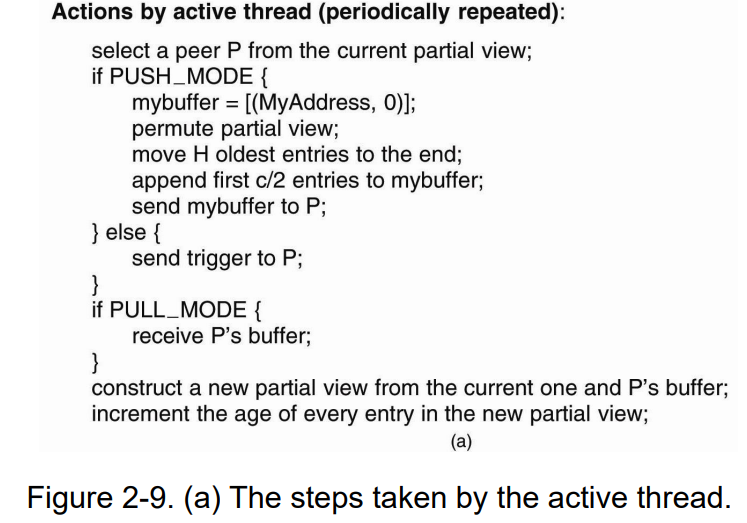 Actions by active thread (periodically repeated):
select a peer P from the current partial view;
if PUSH_MODE {
mybuffer = [(MyAddress, 0)];
permute partial view;
move H oldest entries to the end;
append first c/2 entries to mybuffer;
send mybuffer to P;
} else {
send trigger to P;
}
if PULL_MODE {
receive P's buffer;
}
construct a new partial view from the current one and P's buffer;
increment the age of every entry in the new partial view;
(a)
Figure 2-9. (a) The steps taken by the active thread.